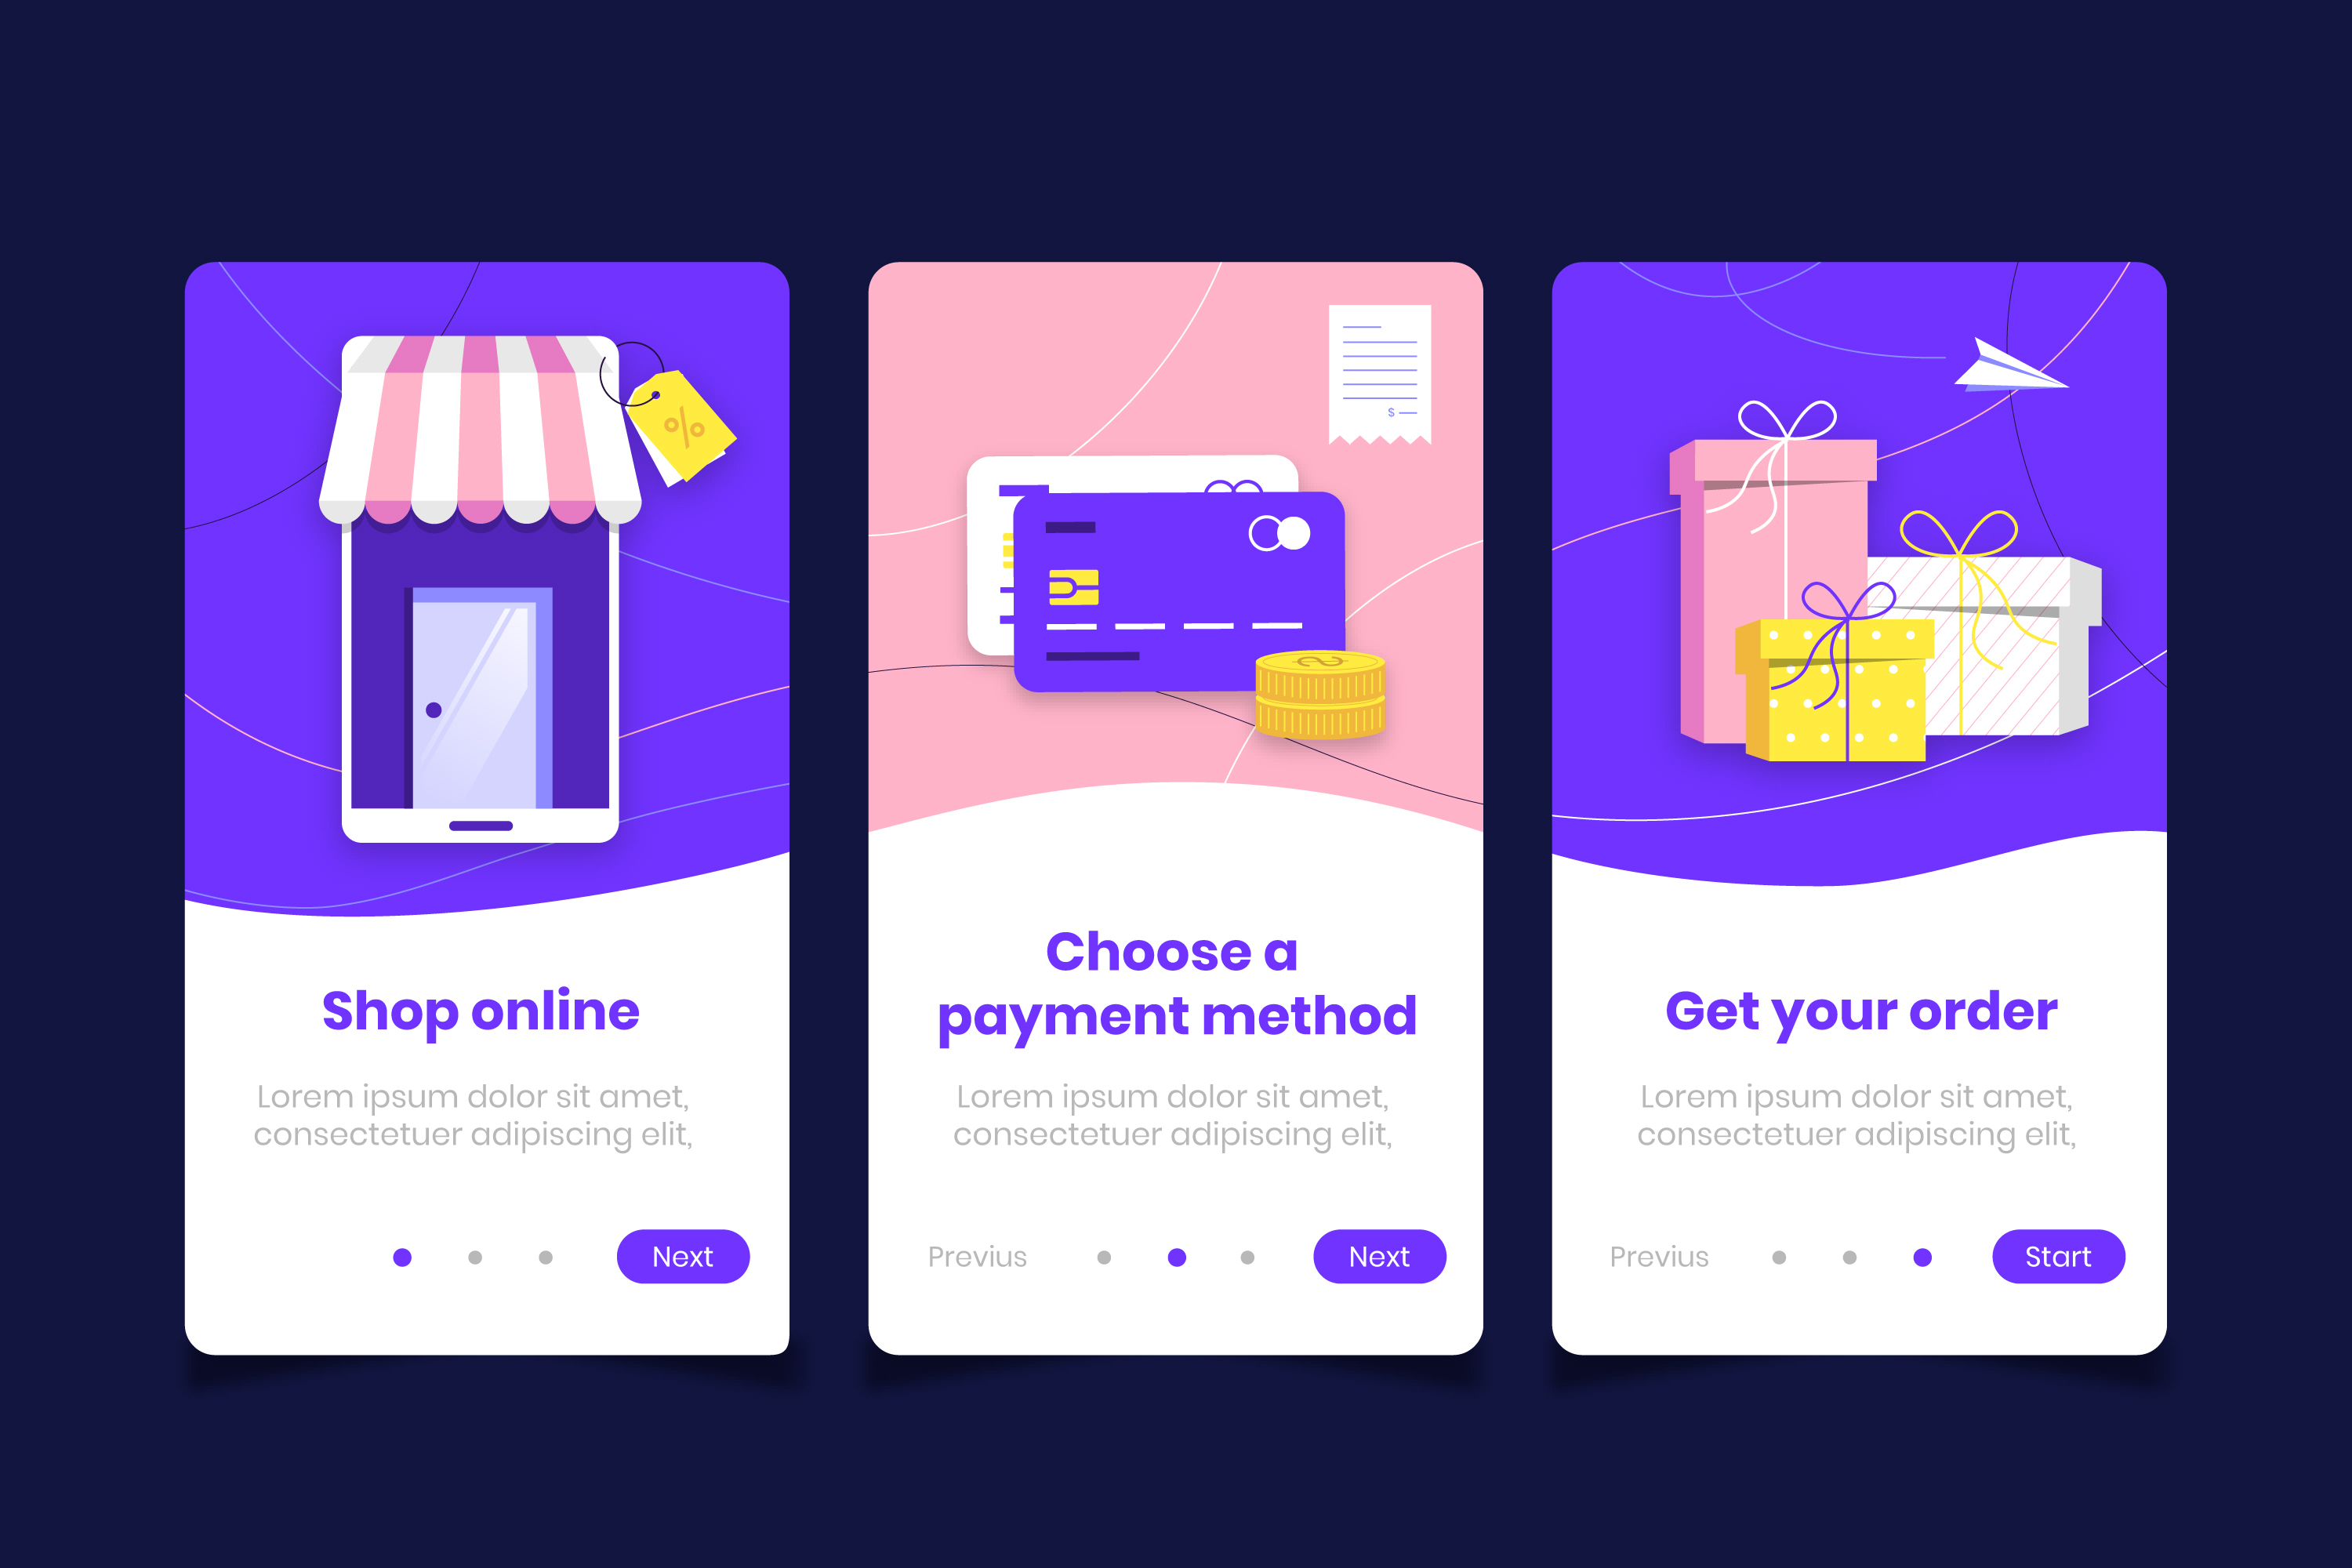 %
Shop online
Lorem ipsum dolor sit amet,
consectetuer adipiscing elit,
Next
$
Choose a
payment method
Lorem ipsum dolor sit amet,
consectetuer adipiscing elit,
Previus
Next
Get your order
Lorem ipsum dolor sit amet,
consectetuer adipiscing elit,
Previus
Start